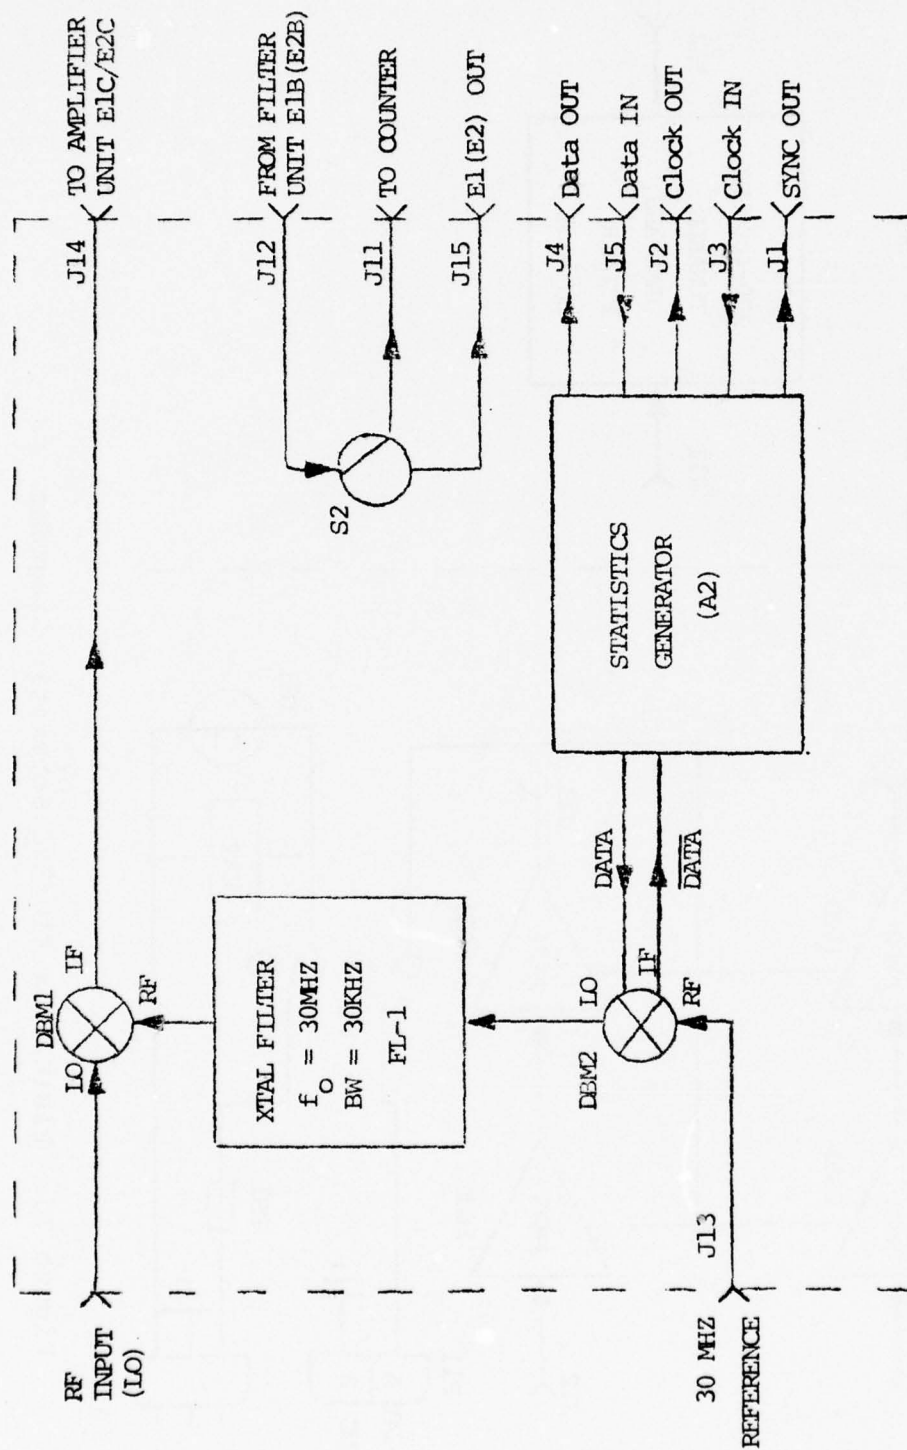 RF
INPUT
(LO)
LO
DBM1
IF
RF
J14
TO AMPLIFIER
UNIT E1C/E2C
XTAL FILTER
fo = 30MHZ
BW = 30KHZ
FL-1
S2
J12
FROM FILTER
UNIT E1B(E2B)
J11
TO COUNTER
J15
E1(E2) OUT
30 MHZ
REFERENCE
J13
DBM2
LO
IF
RF
DATA
D̅A̅T̅A̅
STATISTICS
GENERATOR
(A2)
J4
Data OUT
J5
Data IN
J2
Clock OUT
J3
Clock IN
J1
SYNC OUT